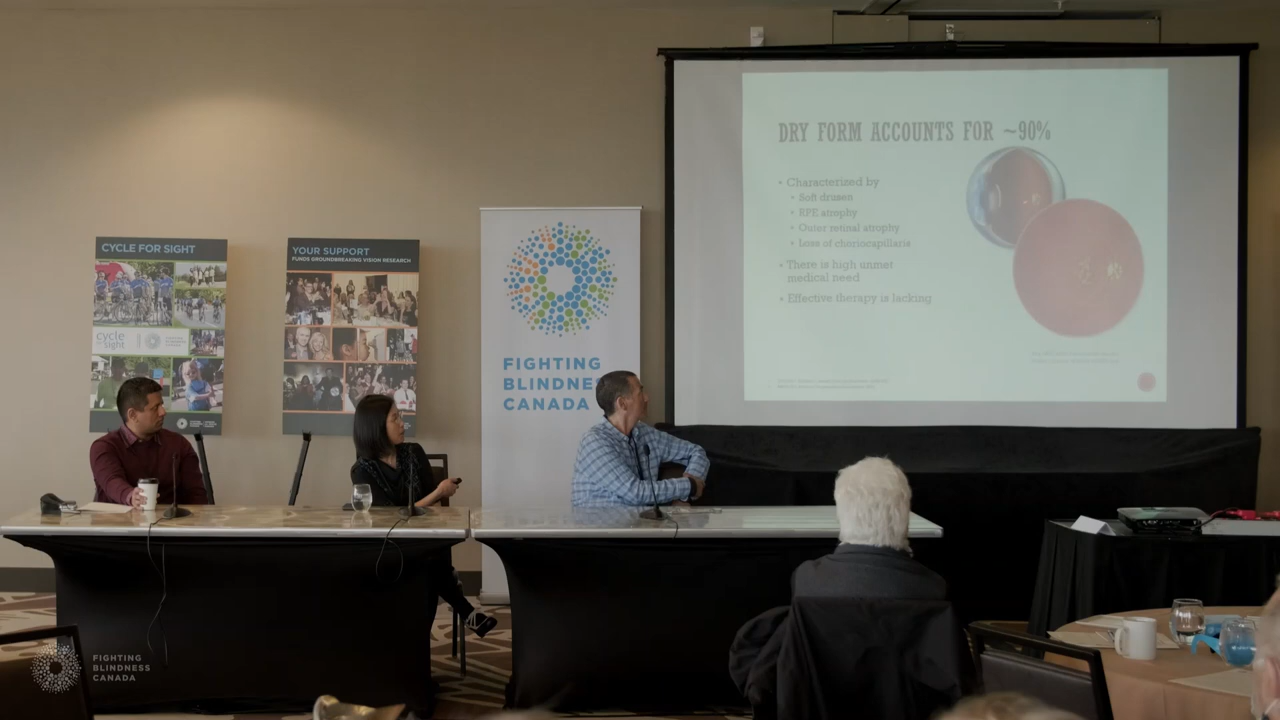 CYCLE FOR SIGHT
cycle
for sight
YOUR SUPPORT
FUNDS GROUNDBREAKING VISION RESEARCH
FIGHTING
BLINDNE
CANADA
DRY FORM ACCOUNTS FOR ~90%
• Characterized by
• Soft drusen
• RPE atrophy
• Outer retinal atrophy
• Loss of choriocapillaris
• There is high unmet
medical need
• Effective therapy is lacking
FIGHTING
BLINDNESS
CANADA